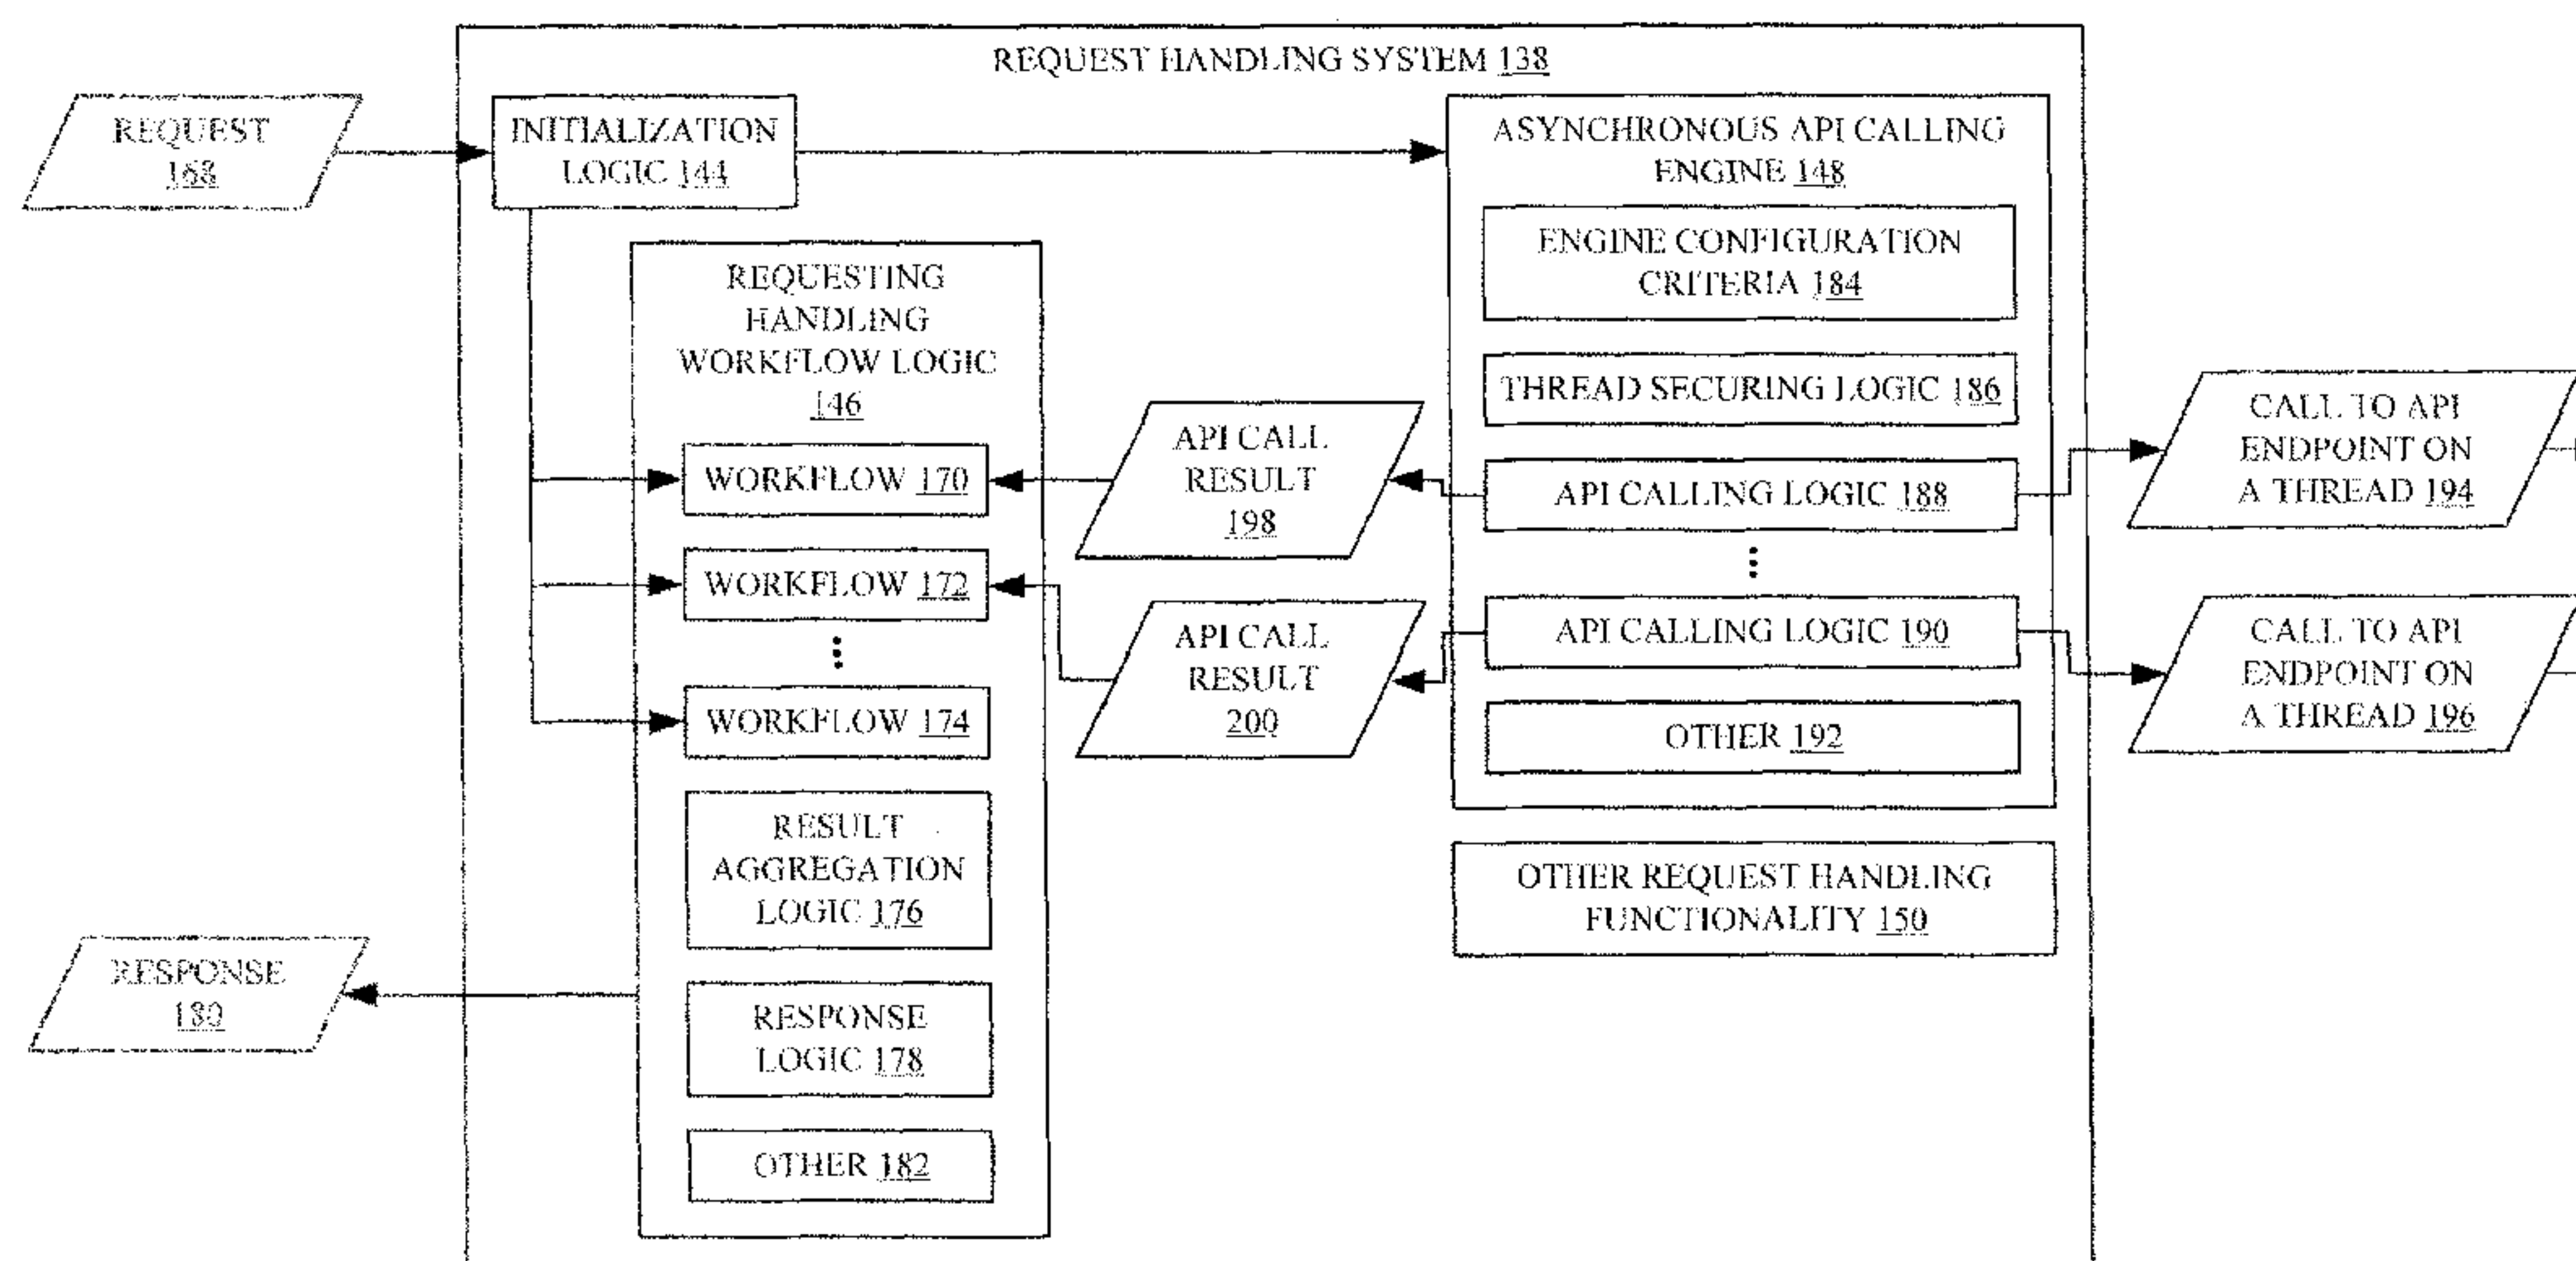 REQUEST HANDLING SYSTEM 138
REQUEST
168
INITIALIZATION
LOGIC 144
REQUESTING
HANDLING
WORKFLOW LOGIC
146
WORKFLOW 170
WORKFLOW 172
WORKFLOW 174
RESULT
AGGREGATION
LOGIC 176
RESPONSE
LOGIC 178
OTHER 182
RESPONSE
180
API CALL
RESULT
198
API CALL
RESULT
200
ASYNCHRONOUS API CALLING
ENGINE 148
ENGINE CONFIGURATION
CRITERIA 184
THREAD SECURING LOGIC 186
API CALLING LOGIC 188
API CALLING LOGIC 190
OTHER 192
OTHER REQUEST HANDLING
FUNCTIONALITY 150
CALL TO API
ENDPOINT ON
A THREAD 194
CALL TO API
ENDPOINT ON
A THREAD 196